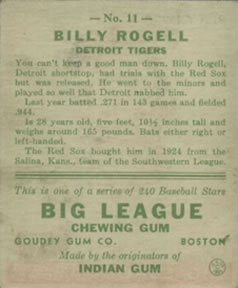 — No. 11 —
BILLY ROGELL
DETROIT TIGERS
You can't keep a good man down. Billy Rogell,
Detroit shortstop, had trials with the Red Sox
but was released. He went to the minors and
played so well that Detroit nabbed him.
Last year batted .271 in 143 games and fielded
.944.
Is 28 years old, five feet, 10½ inches tall and
weighs around 165 pounds. Bats either right or
left-handed.
The Red Sox bought him in 1924 from the
Salina, Kans., team of the Southwestern League.
This is one of a series of 240 Baseball Stars
BIG LEAGUE
CHEWING GUM
GOUDEY GUM CO. BOSTON
Made by the originators of
INDIAN GUM